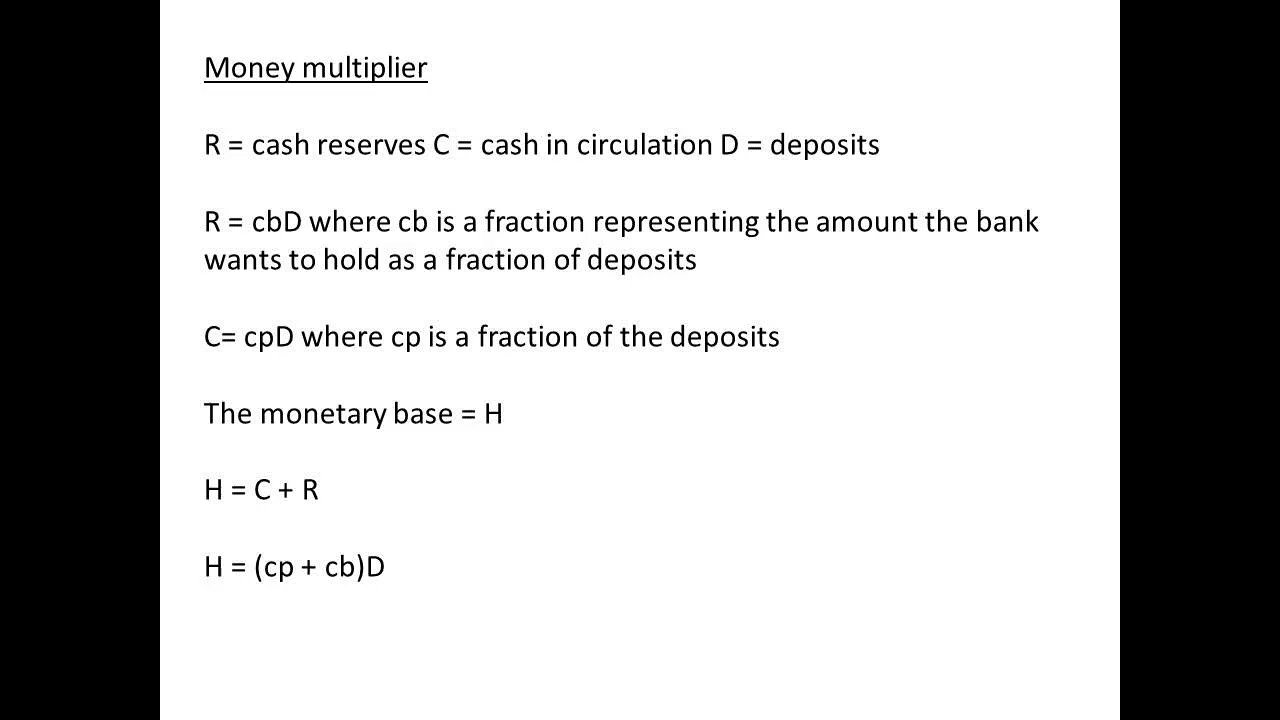 Money multiplier
R = cash reserves C = cash in circulation D = deposits
R = cbD where cb is a fraction representing the amount the bank
wants to hold as a fraction of deposits
C= cpD where cp is a fraction of the deposits
The monetary base = H
H = C + R
H = (cp + cb)D